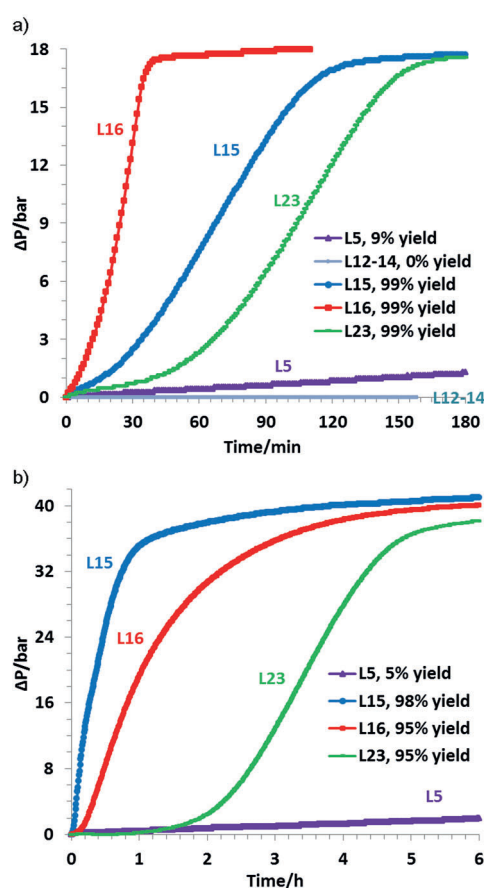 a)
18
L16
15
L15
12
L23
ΔP/bar
9
L5, 9% yield
L12-14, 0% yield
6
L15, 99% yield
L16, 99% yield
3
L23, 99% yield
L5
0
L12-14
0 30 60 90 120 150 180
Time/min
b)
40
L15
32
L16
ΔP/bar
24
L23
L5, 5% yield
16
L15, 98% yield
L16, 95% yield
8
L23, 95% yield
L5
0
0 1 2 3 4 5 6
Time/h